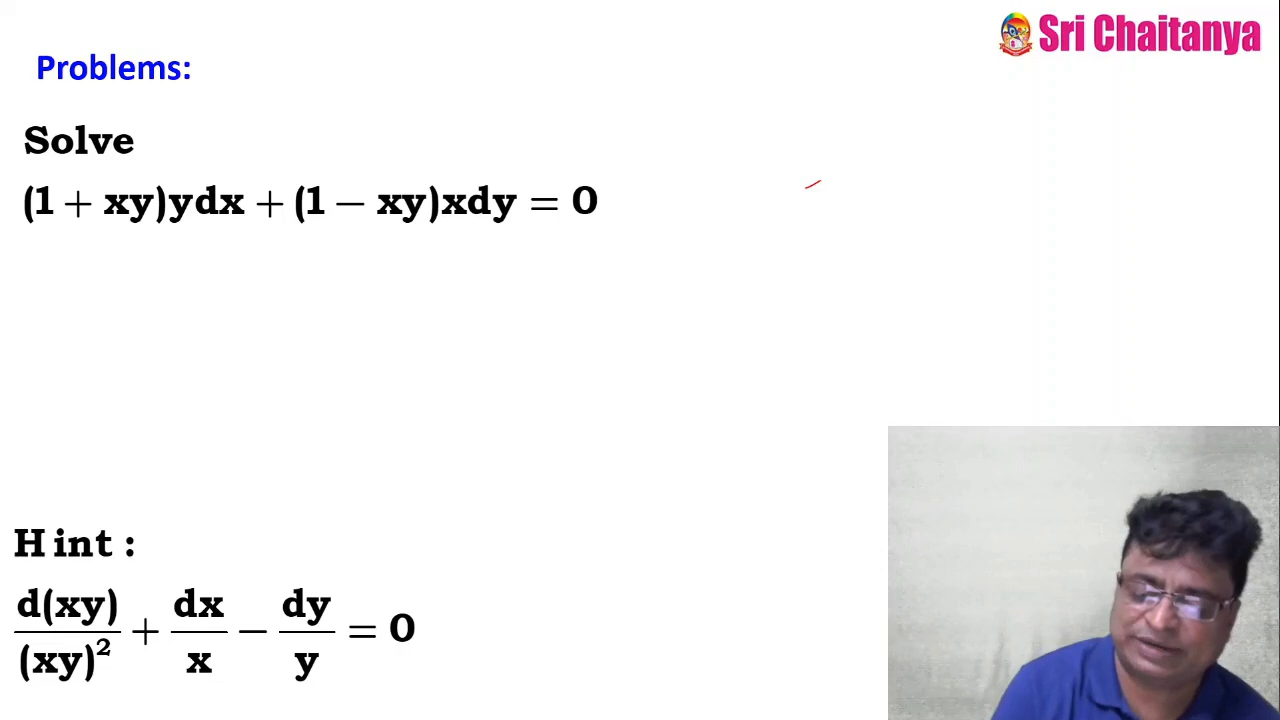 Sri Chaitanya
Problems:
Solve
(1 + xy)ydx + (1 − xy)xdy = 0
Hint :
d(xy)/(xy)² + dx/x − dy/y = 0